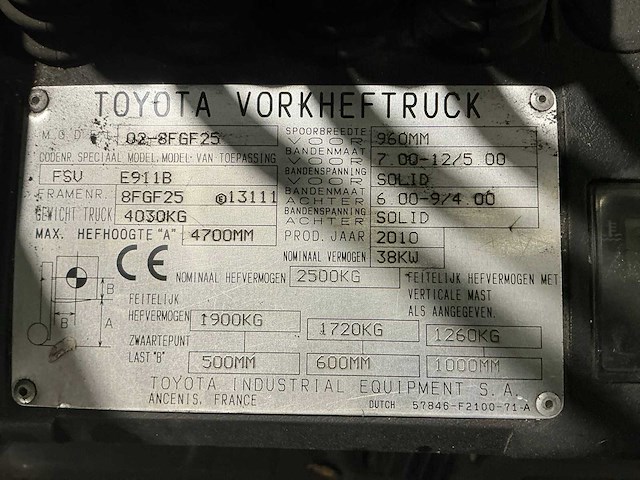 TOYOTA VORKHEFTRUCK
MODEL 02-8FGF25 SPOORBREEDTE VOOR 960MM
CODENR. SPECIAAL MODEL. MODEL: VAN TOEPASSING BANDENMAAT VOOR 7.00-12/5.00
FSV E911B BANDENSPANNING VOOR SOLID
FRAMENR. 8FGF25 ©13111 BANDENMAAT ACHTER 6.00-9/4.00
GEWICHT TRUCK 4030KG BANDENSPANNING ACHTER SOLID
MAX. HEFHOOGTE "A" 4700MM PROD. JAAR 2010
NOMINAAL VERMOGEN 38KW
CE NOMINAAL HEFVERMOGEN 2500KG FEITELIJK HEFVERMOGEN MET
VERTICALE MAST
ALS AANGEGEVEN.
FEITELIJK
HEFVERMOGEN 1900KG 1720KG 1260KG
ZWAARTEPUNT
LAST "B" 500MM 600MM 1000MM
B
B A
TOYOTA INDUSTRIAL EQUIPMENT S.A.
ANCENIS, FRANCE DUTCH 57846-F2100-71-A